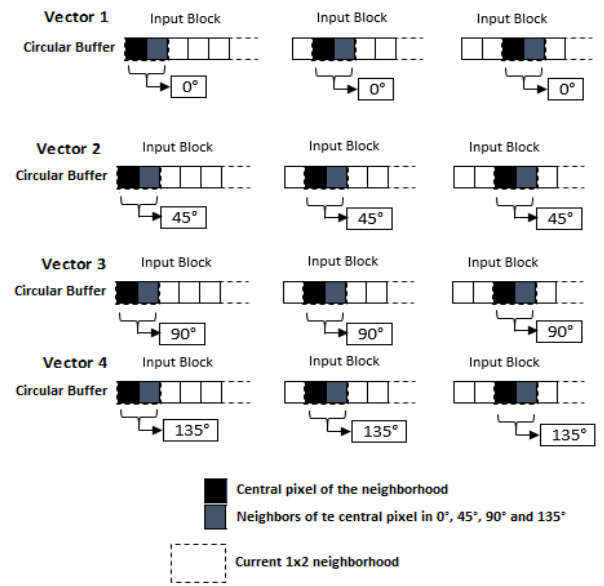 Vector 1 Input Block Input Block Input Block
Circular Buffer
0° 0° 0°
Vector 2 Input Block Input Block Input Block
Circular Buffer
45° 45° 45°
Vector 3 Input Block Input Block Input Block
Circular Buffer
90° 90° 90°
Vector 4 Input Block Input Block Input Block
Circular Buffer
135° 135° 135°
Central pixel of the neighborhood
Neighbors of te central pixel in 0°, 45°, 90° and 135°
Current 1x2 neighborhood